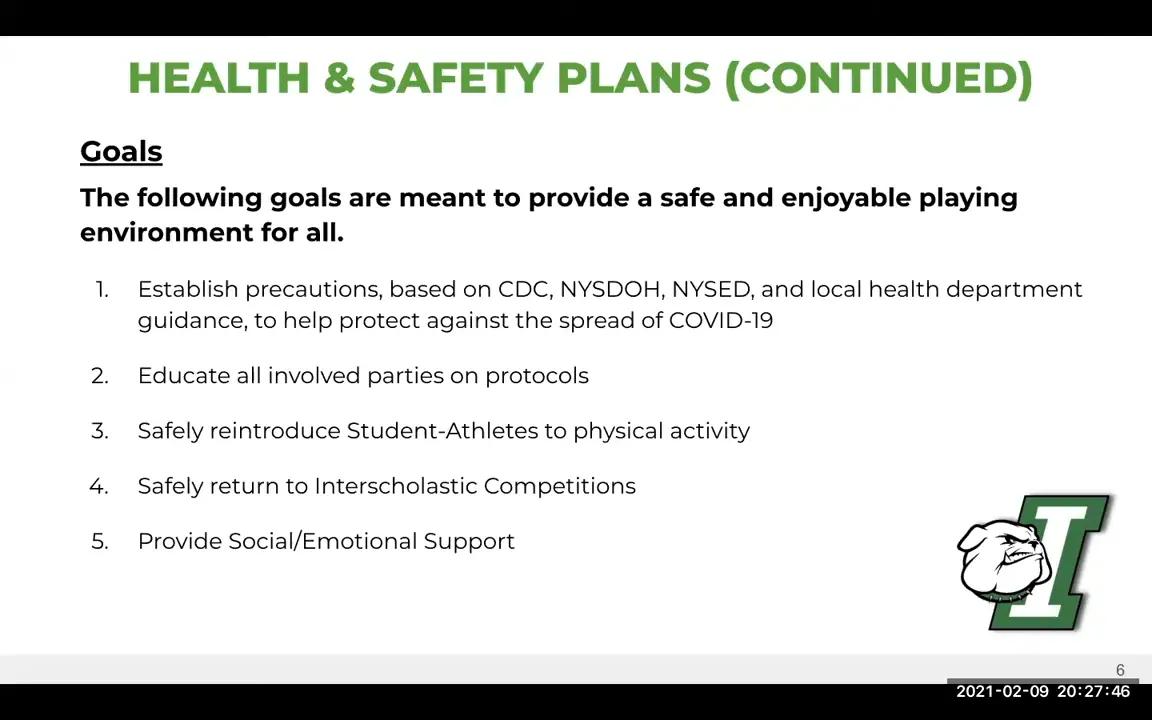 HEALTH & SAFETY PLANS (CONTINUED)
Goals
The following goals are meant to provide a safe and enjoyable playing
environment for all.
1. Establish precautions, based on CDC, NYSDOH, NYSED, and local health department
guidance, to help protect against the spread of COVID-19
2. Educate all involved parties on protocols
3. Safely reintroduce Student-Athletes to physical activity
4. Safely return to Interscholastic Competitions
5. Provide Social/Emotional Support
I
6
2021-02-09 20:27:46